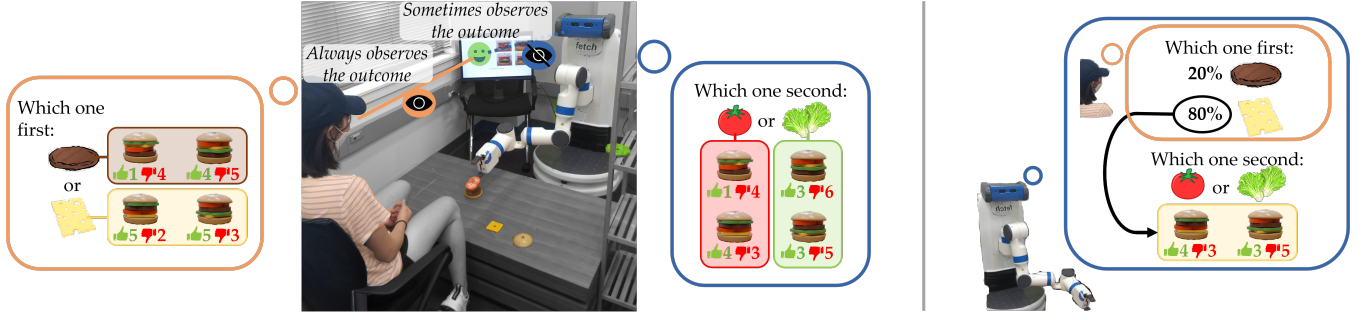 Which one
first:
1 4 4 5
or
5 2 5 3
Sometimes observes
the outcome
Always observes
the outcome
fetch
Which one second:
or
1 4 3 6
4 3 3 5
Which one first:
20%
80%
Which one second:
or
4 3 3 5
fetch